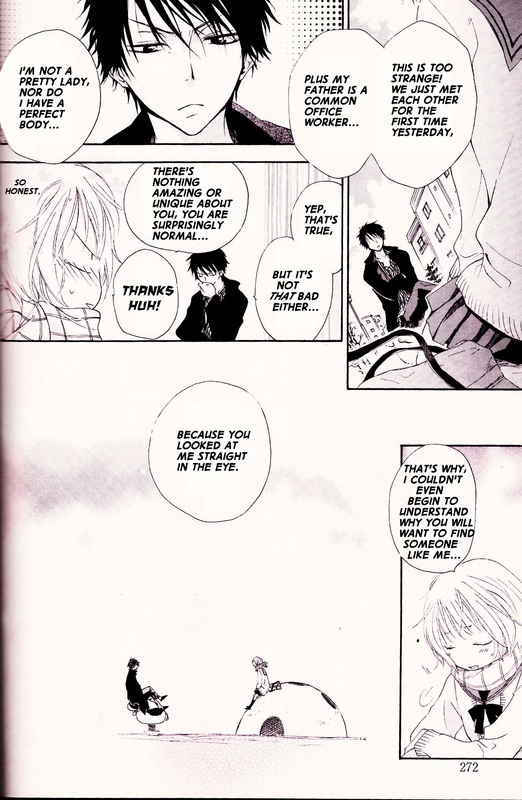 THIS IS TOO
STRANGE!
WE JUST MET
EACH OTHER
FOR THE
FIRST TIME
YESTERDAY,
PLUS MY
FATHER IS A
COMMON
OFFICE
WORKER...
I'M NOT A
PRETTY LADY,
NOR DO
I HAVE A
PERFECT
BODY...
YEP,
THAT'S
TRUE,
BUT IT'S
NOT
THAT BAD
EITHER...
THERE'S
NOTHING
AMAZING OR
UNIQUE ABOUT
YOU, YOU ARE
SURPRISINGLY
NORMAL...
THANKS
HUH!
SO
HONEST.
THAT'S WHY,
I COULDN'T
EVEN
BEGIN TO
UNDERSTAND
WHY YOU WILL
WANT TO FIND
SOMEONE
LIKE ME...
BECAUSE YOU
LOOKED AT
ME STRAIGHT
IN THE EYE.
272